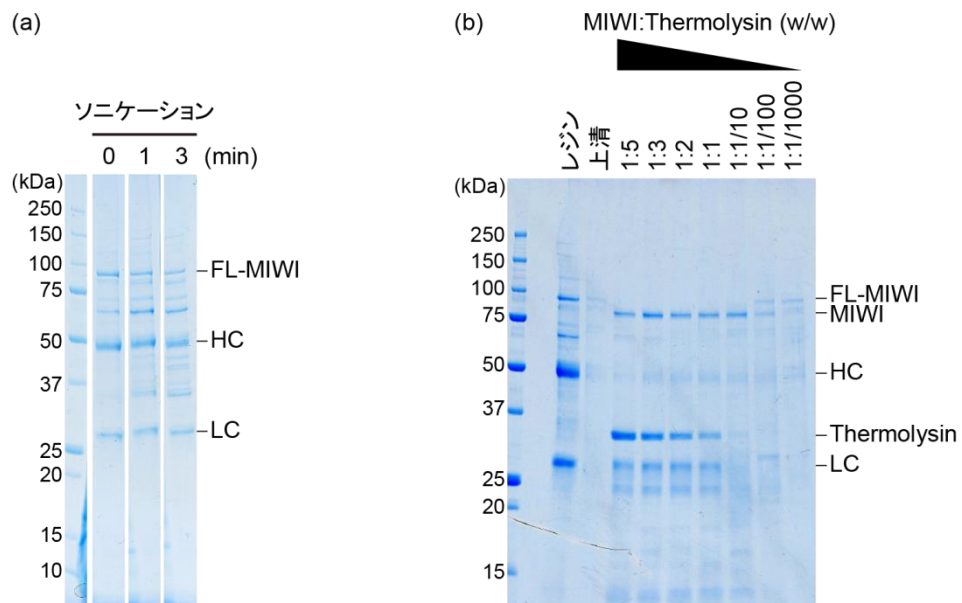 (a)
ソニケーション
0 1 3 (min)
(kDa)
250
150
100
75
50
37
25
20
15
10
FL-MIWI
HC
LC
(b)
MIWI:Thermolysin (w/w)
レジン
上清
1:5
1:3
1:2
1:1
1:1/10
1:1/100
1:1/1000
(kDa)
250
150
100
75
50
37
25
20
15
FL-MIWI
MIWI
HC
Thermolysin
LC